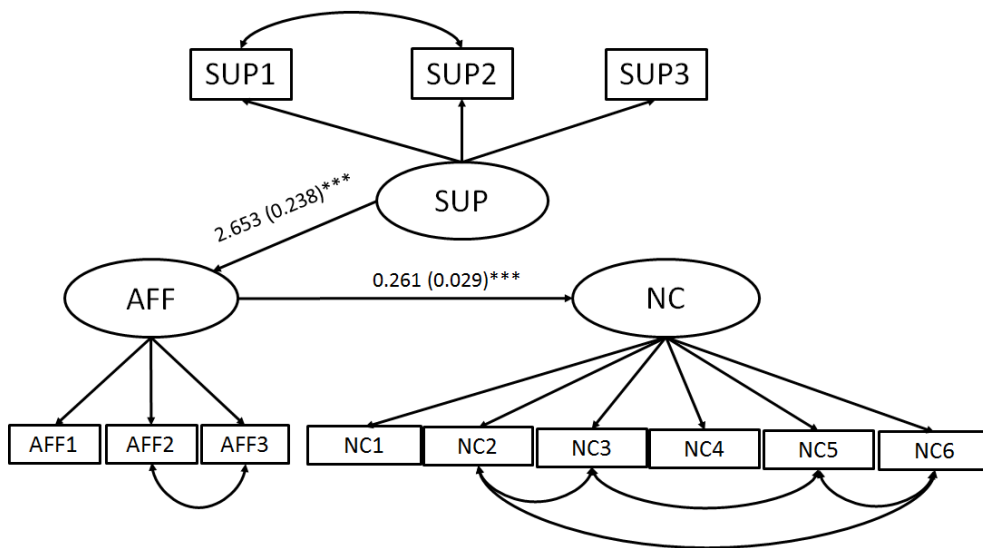 SUP1
SUP2
SUP3
SUP
2.653 (0.238)***
AFF
0.261 (0.029)***
NC
AFF1
AFF2
AFF3
NC1
NC2
NC3
NC4
NC5
NC6